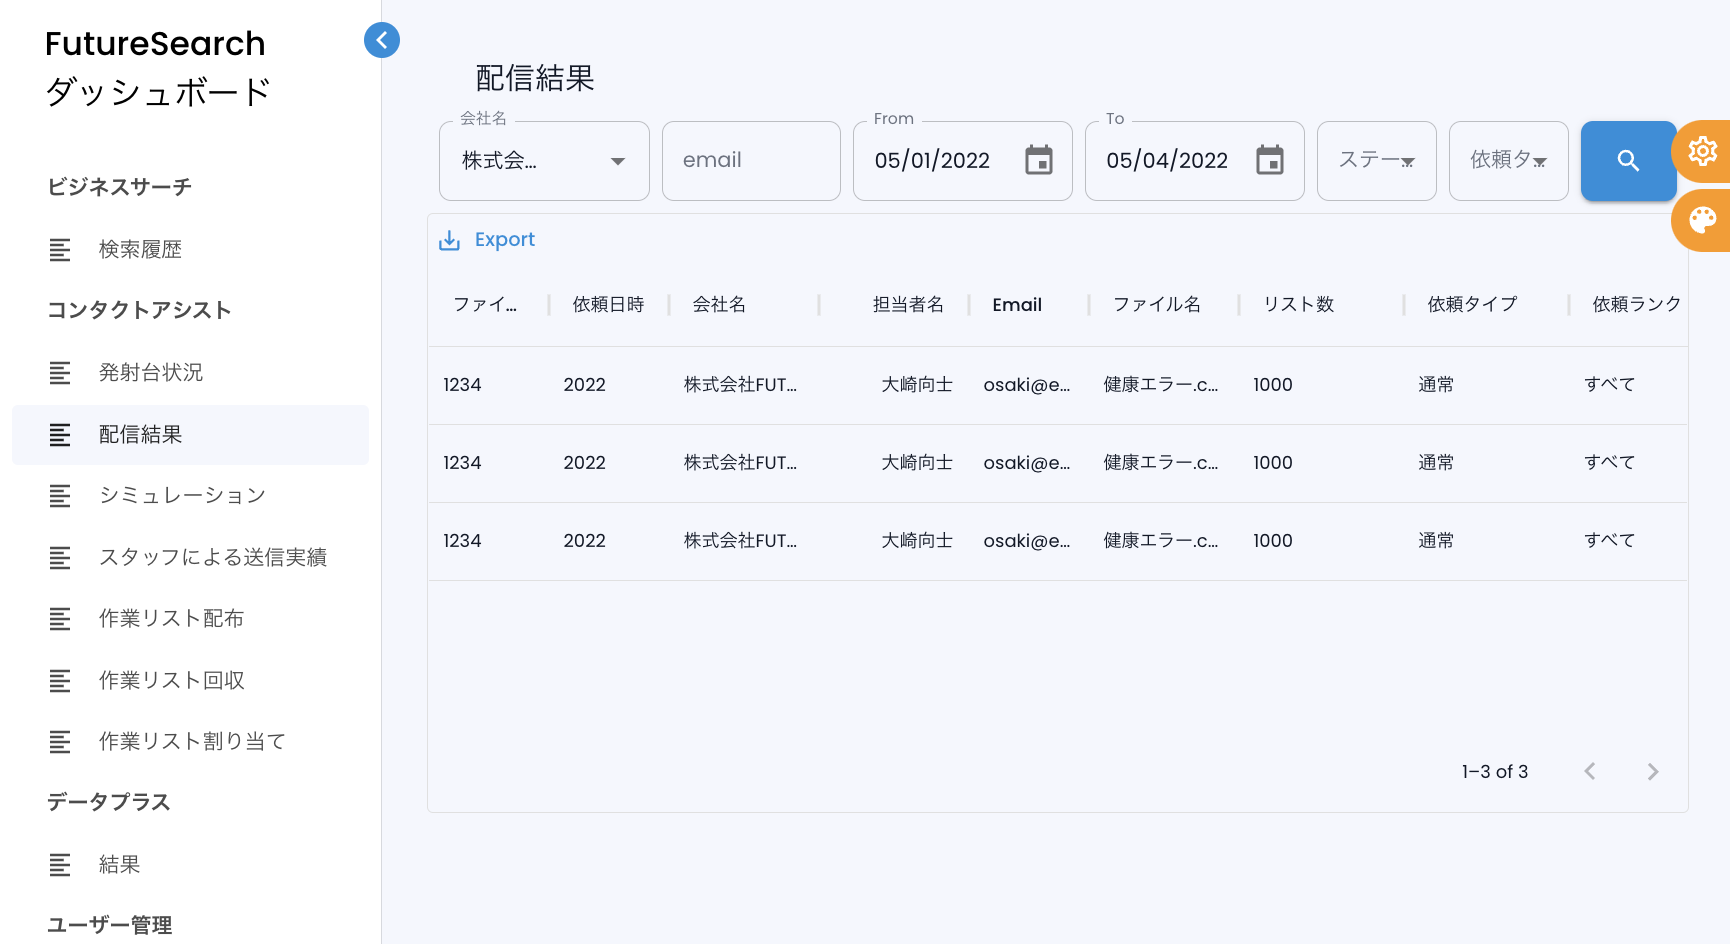 FutureSearch
ダッシュボード
ビジネスサーチ
検索履歴
コンタクトアシスト
発射台状況
配信結果
シミュレーション
スタッフによる送信実績
作業リスト配布
作業リスト回収
作業リスト割り当て
データプラス
結果
ユーザー管理
配信結果
会社名 From To
株式会... email 05/01/2022 05/04/2022 ステー... 依頼タ...
Export
ファイ... 依頼日時 会社名 担当者名 Email ファイル名 リスト数 依頼タイプ 依頼ランク
1234 2022 株式会社FUT... 大崎向士 osaki@e... 健康エラー.c... 1000 通常 すべて
1234 2022 株式会社FUT... 大崎向士 osaki@e... 健康エラー.c... 1000 通常 すべて
1234 2022 株式会社FUT... 大崎向士 osaki@e... 健康エラー.c... 1000 通常 すべて
1–3 of 3